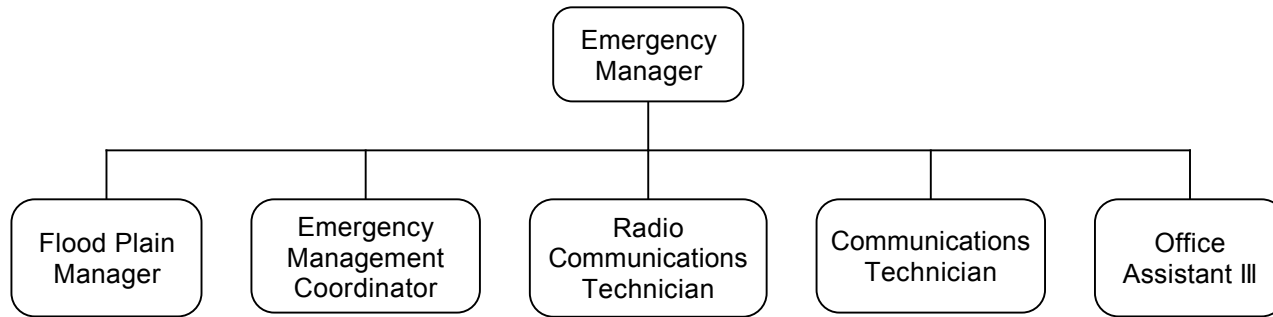 Emergency
Manager
Flood Plain
Manager
Emergency
Management
Coordinator
Radio
Communications
Technician
Communications
Technician
Office
Assistant III